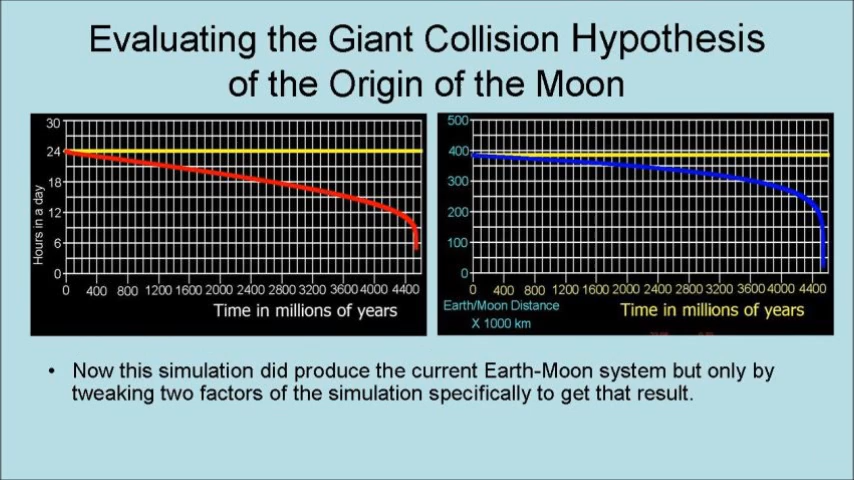 Evaluating the Giant Collision Hypothesis
of the Origin of the Moon
30
24
18
12
6
0
Hours in a day
0 400 800 1200 1600 2000 2400 2800 3200 3600 4000 4400
Time in millions of years
500
400
300
200
100
0
0 400 800 1200 1600 2000 2400 2800 3200 3600 4000 4400
Earth/Moon Distance
X 1000 km
Time in millions of years
• Now this simulation did produce the current Earth-Moon system but only by
tweaking two factors of the simulation specifically to get that result.